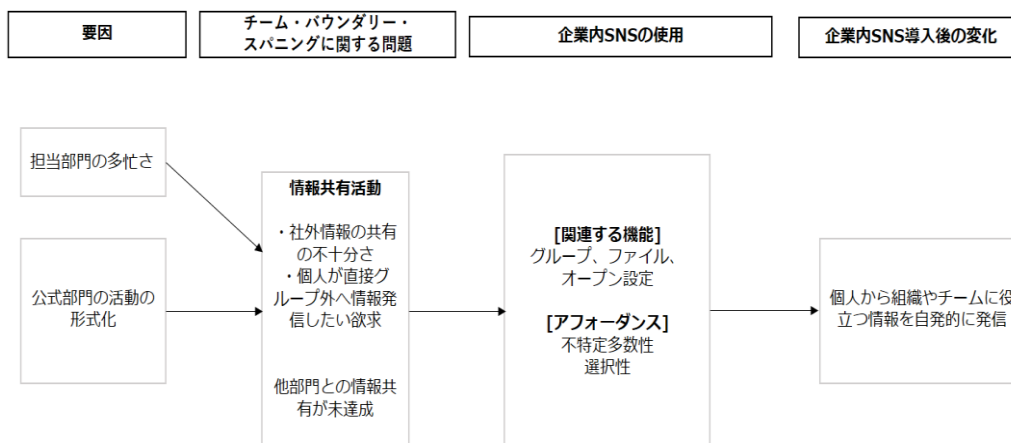 要因
チーム・バウンダリー・
スパニングに関する問題
企業内SNSの使用
企業内SNS導入後の変化
担当部門の多忙さ
公式部門の活動の
形式化
情報共有活動
・社外情報の共有
の不十分さ
・個人が直接グ
ループ外へ情報発
信したい欲求
他部門との情報共
有が未達成
[関連する機能]
グループ、ファイル、
オープン設定
[アフォーダンス]
不特定多数性
選択性
個人から組織やチームに役
立つ情報を自発的に発信